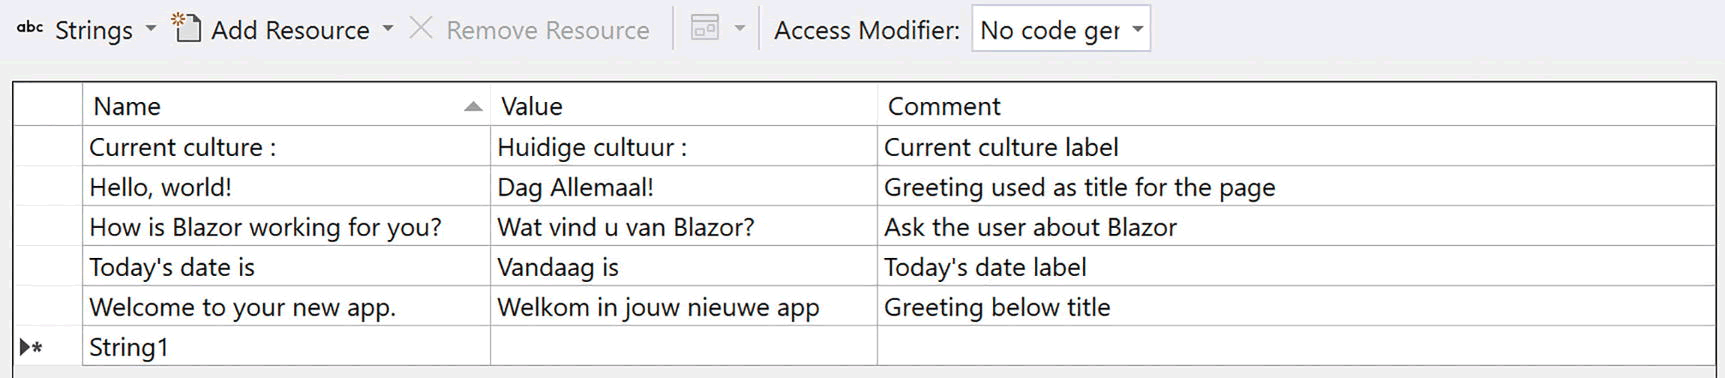 abc Strings Add Resource Remove Resource Access Modifier: No code ger
Name Value Comment
Current culture : Huidige cultuur : Current culture label
Hello, world! Dag Allemaal! Greeting used as title for the page
How is Blazor working for you? Wat vind u van Blazor? Ask the user about Blazor
Today's date is Vandaag is Today's date label
Welcome to your new app. Welkom in jouw nieuwe app Greeting below title
String1